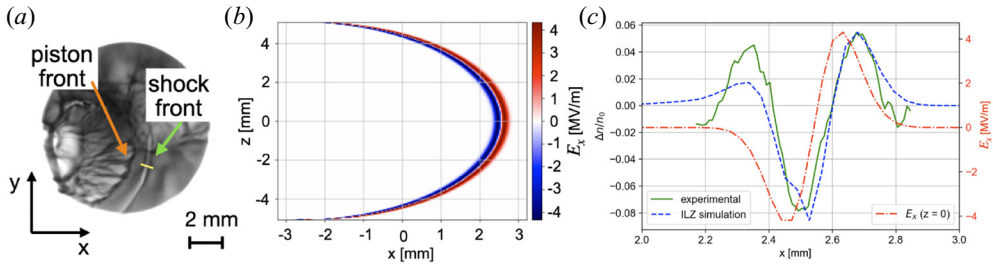 (a)
piston
front
shock
front
y
x
2 mm
(b)
4
2
0
-2
-4
z [mm]
-3 -2 -1 0 1 2 3
x [mm]
4
3
2
1
0
-1
-2
-3
-4
Ex [MV/m]
(c)
0.06
0.04
0.02
0.00
-0.02
-0.04
-0.06
-0.08
Δn/n0
2.0 2.2 2.4 2.6 2.8 3.0
x [mm]
4
2
0
-2
-4
Ex [MV/m]
experimental
ILZ simulation
Ex (z = 0)